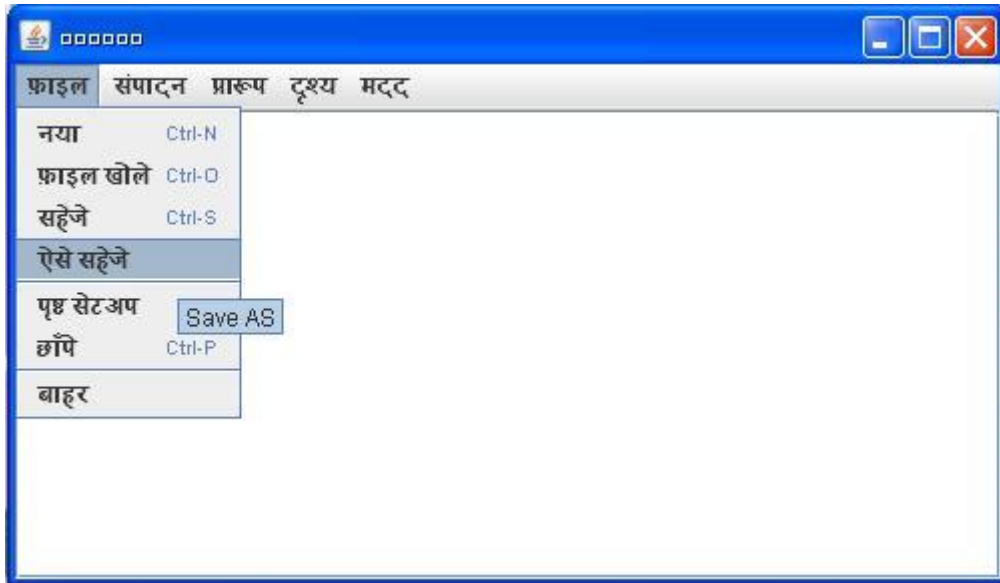 फ़ाइल संपादन प्रारूप दृश्य मदद
नया Ctrl-N
फ़ाइल खोले Ctrl-O
सहेजे Ctrl-S
ऐसे सहेजे
पृष्ठ सेटअप
Save AS
छाँपे Ctrl-P
बाहर